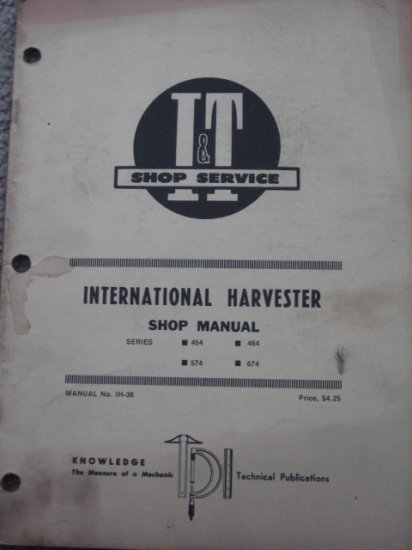 I&T
SHOP SERVICE
INTERNATIONAL HARVESTER
SHOP MANUAL
SERIES ■ 454 ■ 464
■ 574 ■ 674
MANUAL No. IH-36 Price, $4.25
KNOWLEDGE
The Measure of a Mechanic
TPI
Technical Publications